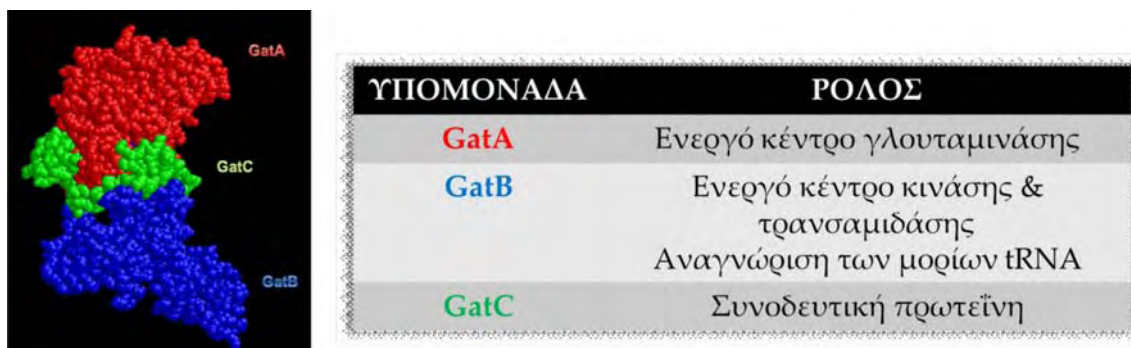 GatA
GatC
GatB
ΥΠΟΜΟΝΑΔΑ ΡΟΛΟΣ
GatA Ενεργό κέντρο γλουταμινάσης
GatB Ενεργό κέντρο κινάσης &
τρανσαμιδάσης
Αναγνώριση των μορίων tRNA
GatC Συνοδευτική πρωτεΐνη